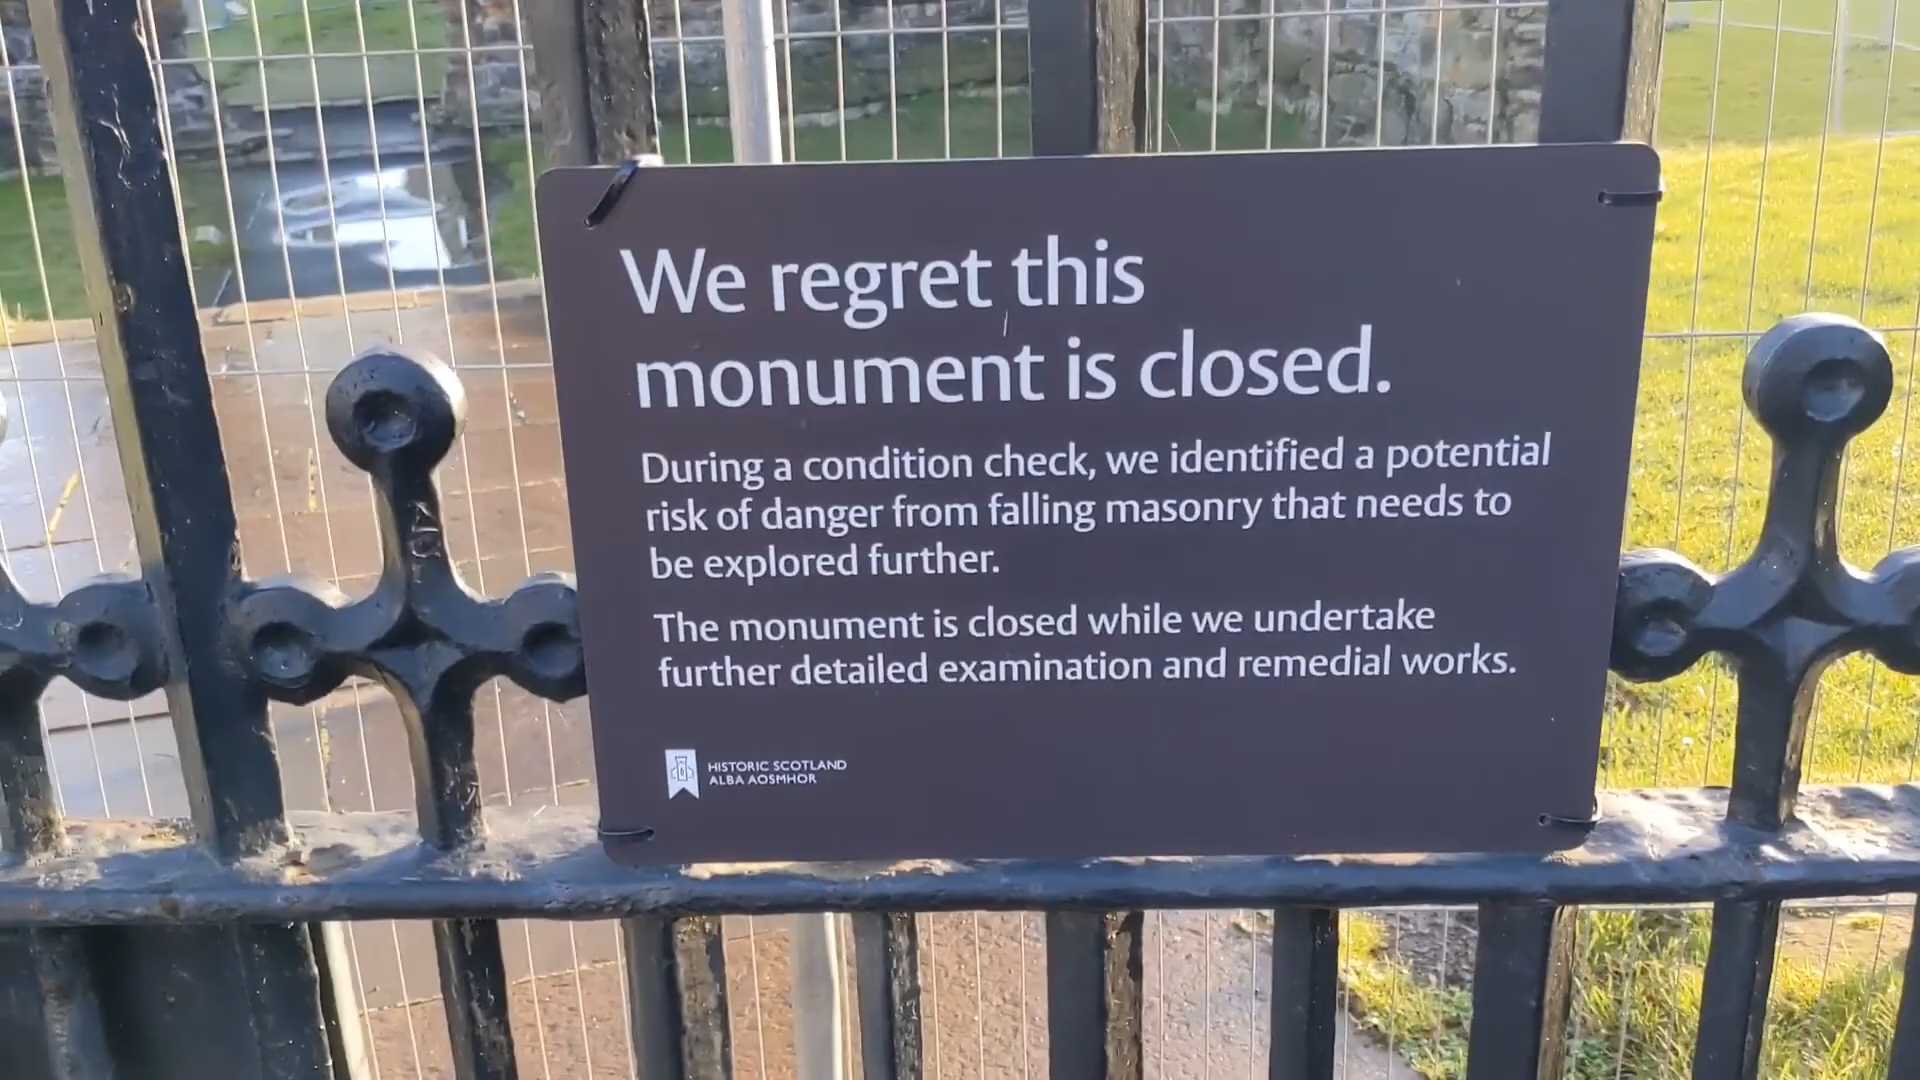 We regret this
monument is closed.
During a condition check, we identified a potential
risk of danger from falling masonry that needs to
be explored further.
The monument is closed while we undertake
further detailed examination and remedial works.
HISTORIC SCOTLAND
ALBA AOSMHOR